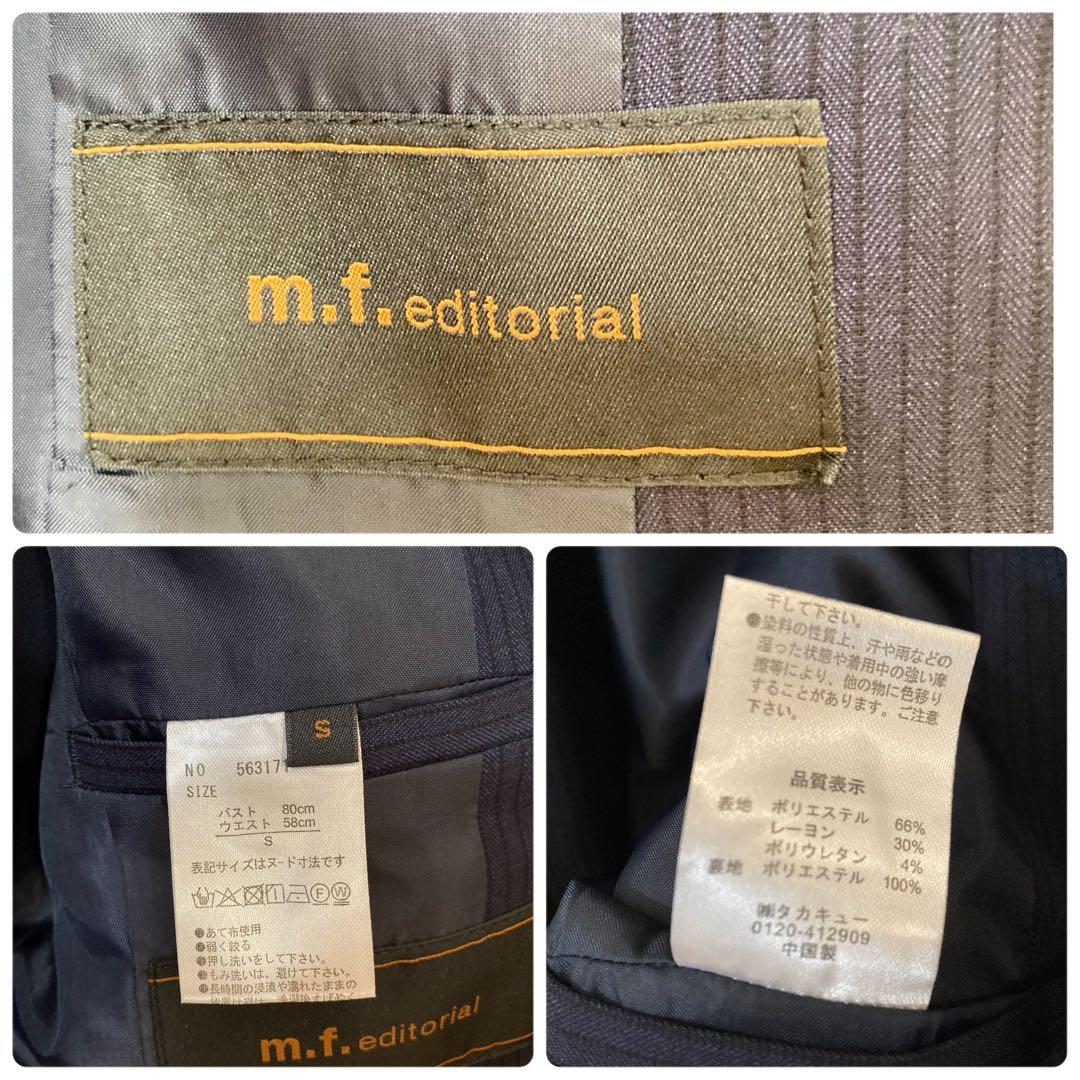 m.f. editorial
S
NO 563171
SIZE
バスト 80cm
ウエスト 58cm
S
表記サイズはヌード寸法です
F W
●あて布使用
●弱く絞る
●押し洗いをして下さい。
●もみ洗いは、避けて下さい。
●長時間の浸漬や濡れたままの
m.f. editorial
干して下さい。
●染料の性質上、汗や雨などの
湿った状態や着用中の強い摩
擦等により、他の物に色移り
することがあります。ご注意
下さい。
品質表示
表地 ポリエステル 66%
レーヨン 30%
ポリウレタン 4%
裏地 ポリエステル 100%
㈱タカキュー
0120-412909
中国製